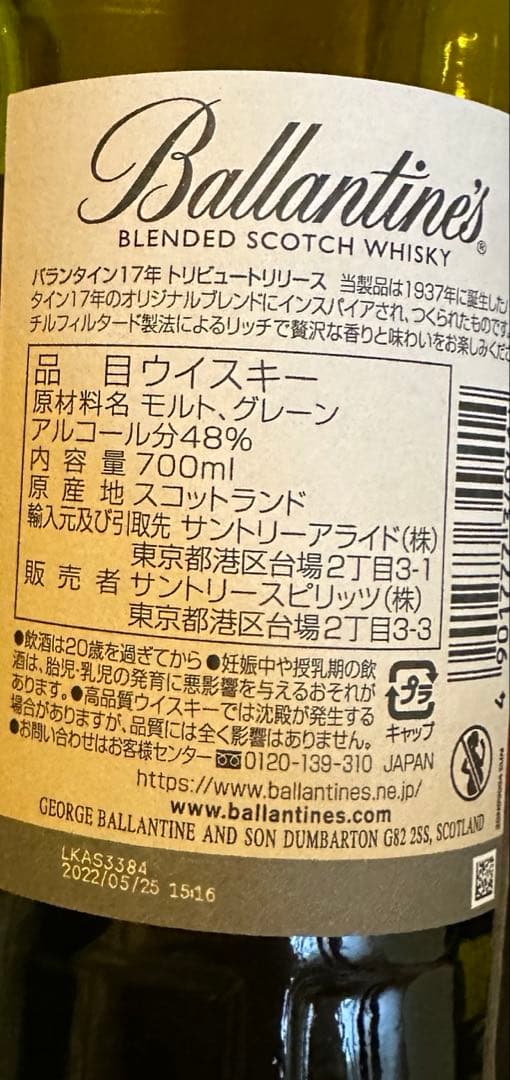 Ballantine's®
BLENDED SCOTCH WHISKY
バランタイン17年 トリビュートリリース 当製品は1937年に誕生した
タイン17年のオリジナルブレンドにインスパイアされ、つくられたものです。
チルフィルタード製法によるリッチで贅沢な香りと味わいをお楽しみくだ
品 目 ウイスキー
原材料名 モルト、グレーン
アルコール分48%
内容量 700ml
原産地 スコットランド
輸入元及び引取先 サントリーアライド(株)
東京都港区台場2丁目3-1
販売者 サントリースピリッツ(株)
東京都港区台場2丁目3-3
●飲酒は20歳を過ぎてから ●妊娠中や授乳期の飲
酒は、胎児・乳児の発育に悪影響を与えるおそれが
あります。●高品質ウイスキーでは沈殿が発生する
場合がありますが、品質には全く影響はありません。
●お問い合わせはお客様センター 0120-139-310 JAPAN
プラ
キャップ
https://www.ballantines.ne.jp/
www.ballantines.com
GEORGE BALLANTINE AND SON DUMBARTON G82 2SS, SCOTLAND
LKAS3384
2022/05/25 15:16